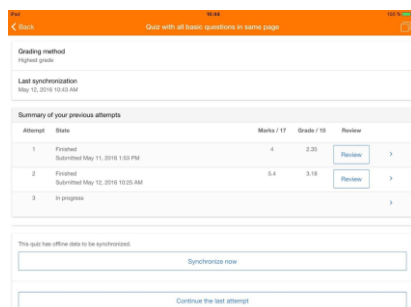 iPad 10:44 100 %
Back Quiz with all basic questions in same page
Grading method
Highest grade
Last synchronization
May 12, 2016 10:43 AM
Summary of your previous attempts
Attempt State Marks / 17 Grade / 10 Review
1 Finished 4 2.35 Review
Submitted May 11, 2016 1:53 PM
2 Finished 5.4 3.18 Review
Submitted May 12, 2016 10:25 AM
3 In progress
This quiz has offline data to be synchronized.
Synchronize now
Continue the last attempt